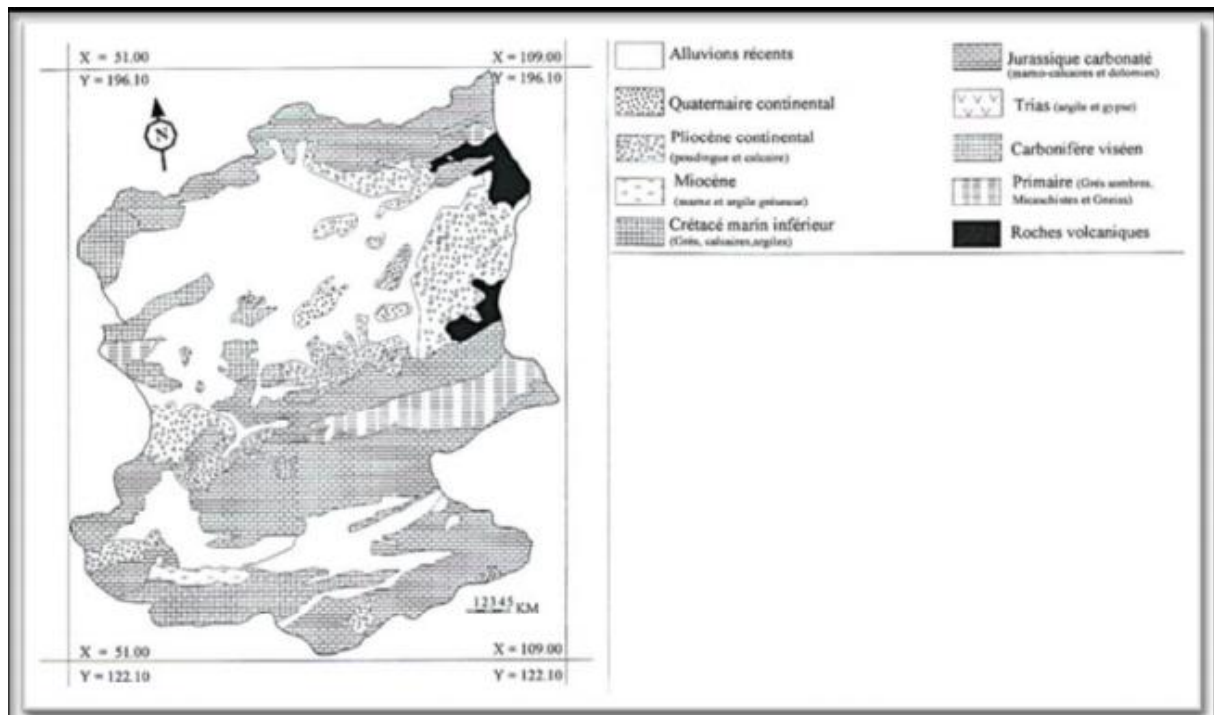 X = 51.00
Y = 196.10
X = 109.00
Y = 196.10
N
12345 KM
X = 51.00
Y = 122.10
X = 109.00
Y = 122.10
Alluvions récents
Quaternaire continental
Pliocène continental
(poudingue et calcaire)
Miocène
(marne et argile gréseuse)
Crétacé marin inférieur
(Grés, calcaires,argiles)
Jurassique carbonaté
(marno-calcaires et dolomies)
Trias (argile et gypse)
Carbonifère viséen
Primaire (Grés sombres,
Micaschistes et Gneiss)
Roches volcaniques